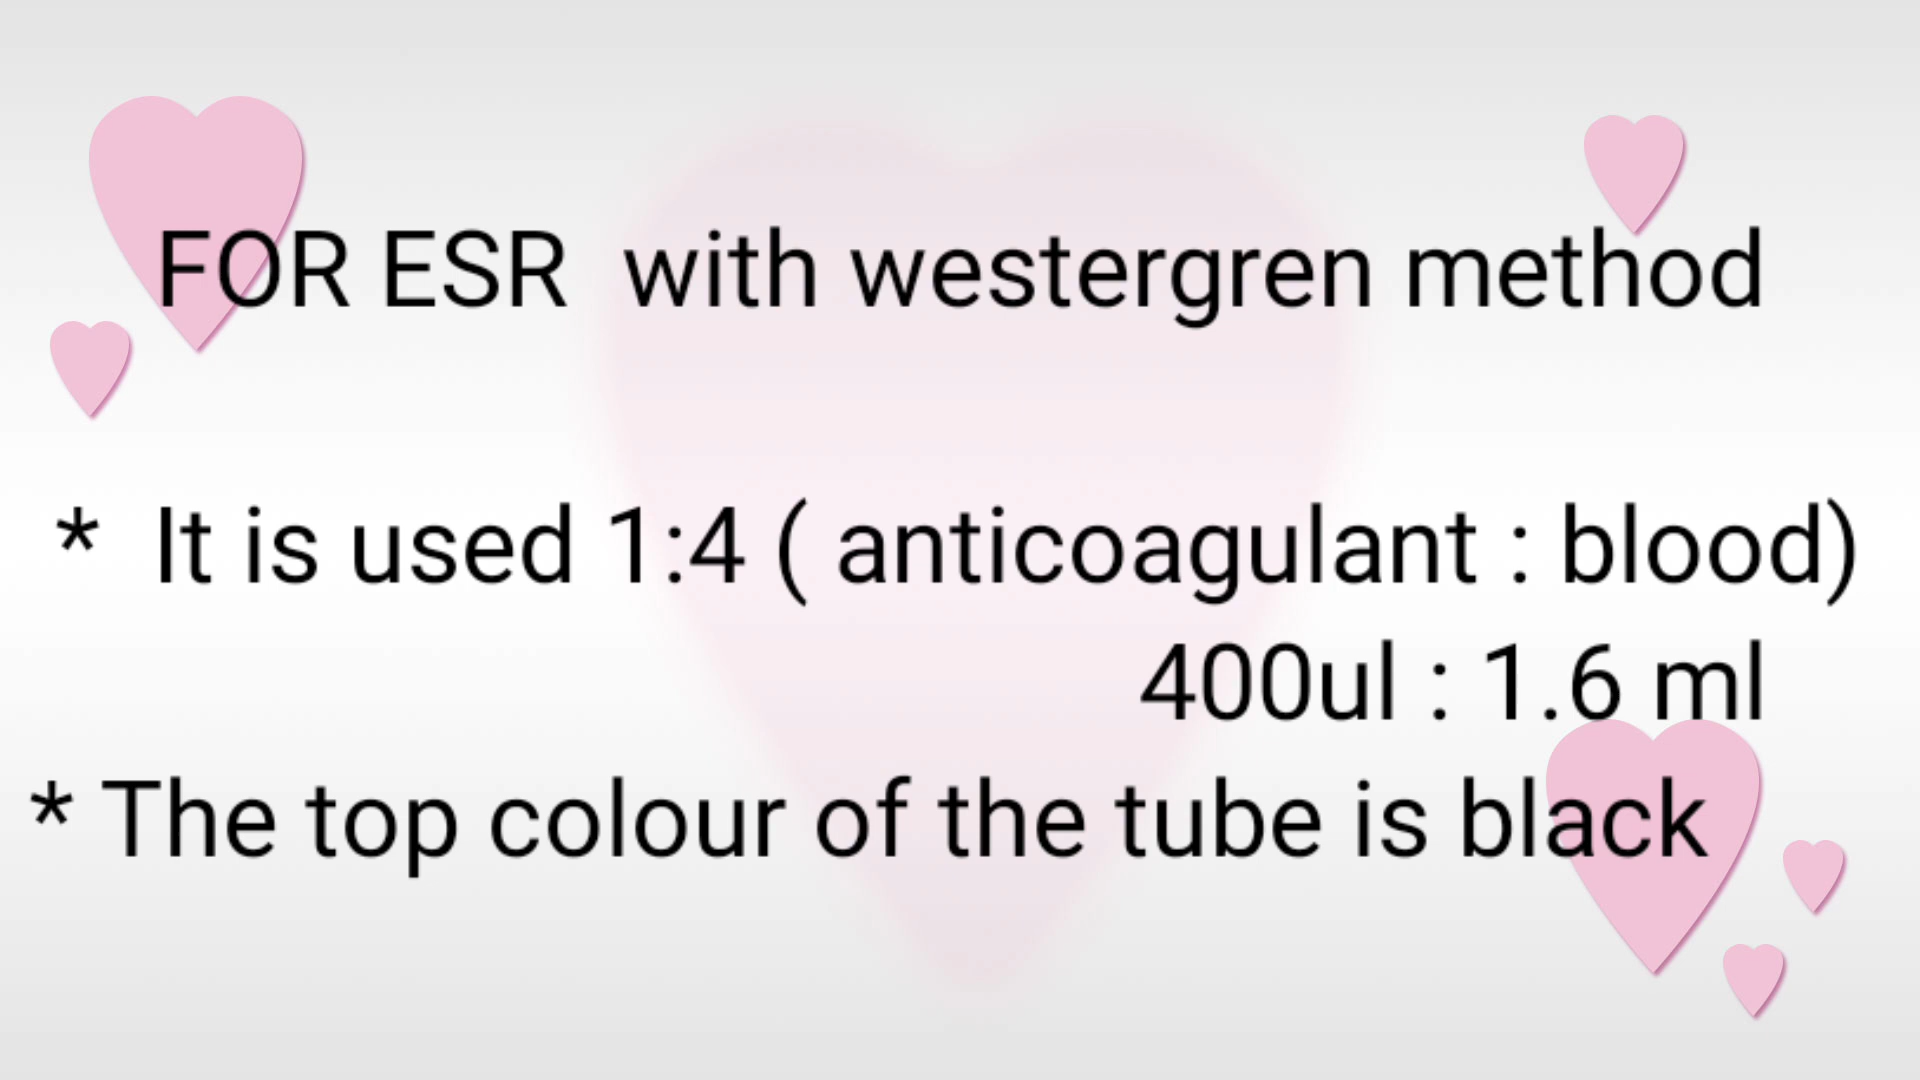 FOR ESR with westergren method
* It is used 1:4 ( anticoagulant : blood)
400ul : 1.6 ml
* The top colour of the tube is black